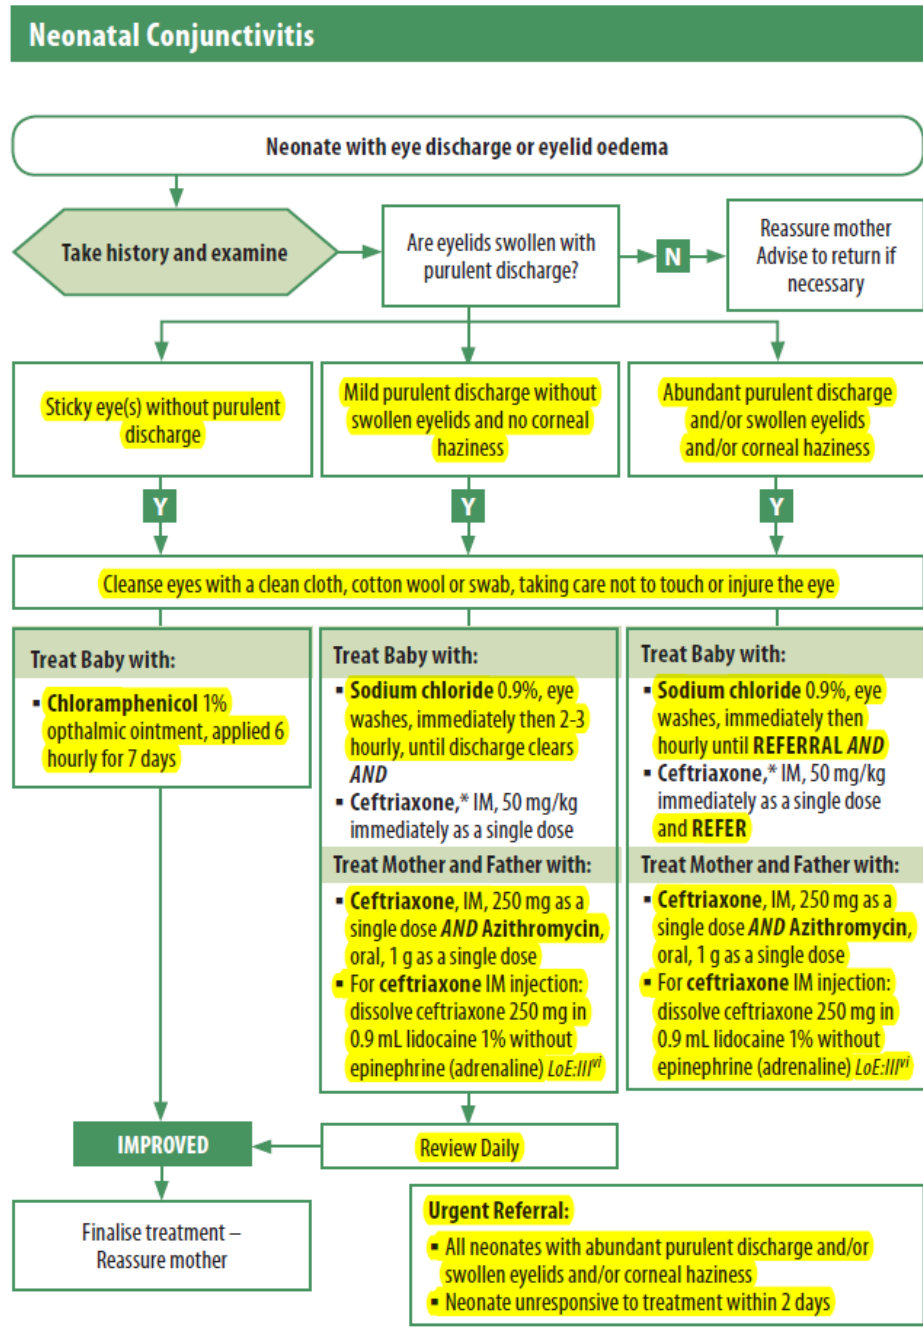 Neonatal Conjunctivitis
Neonate with eye discharge or eyelid oedema
Take history and examine
Are eyelids swollen with
purulent discharge?
N
Reassure mother
Advise to return if
necessary
Sticky eye(s) without purulent
discharge
Mild purulent discharge without
swollen eyelids and no corneal
haziness
Abundant purulent discharge
and/or swollen eyelids
and/or corneal haziness
Y
Y
Y
Cleanse eyes with a clean cloth, cotton wool or swab, taking care not to touch or injure the eye
Treat Baby with:
▪ Chloramphenicol 1%
opthalmic ointment, applied 6
hourly for 7 days
Treat Baby with:
▪ Sodium chloride 0.9%, eye
washes, immediately then 2-3
hourly, until discharge clears
AND
▪ Ceftriaxone,* IM, 50 mg/kg
immediately as a single dose
Treat Mother and Father with:
▪ Ceftriaxone, IM, 250 mg as a
single dose AND Azithromycin,
oral, 1 g as a single dose
▪ For ceftriaxone IM injection:
dissolve ceftriaxone 250 mg in
0.9 mL lidocaine 1% without
epinephrine (adrenaline) LoE:III^vi
Treat Baby with:
▪ Sodium chloride 0.9%, eye
washes, immediately then
hourly until REFERRAL AND
▪ Ceftriaxone,* IM, 50 mg/kg
immediately as a single dose
and REFER
Treat Mother and Father with:
▪ Ceftriaxone, IM, 250 mg as a
single dose AND Azithromycin,
oral, 1 g as a single dose
▪ For ceftriaxone IM injection:
dissolve ceftriaxone 250 mg in
0.9 mL lidocaine 1% without
epinephrine (adrenaline) LoE:III^vi
IMPROVED
Review Daily
Finalise treatment –
Reassure mother
Urgent Referral:
▪ All neonates with abundant purulent discharge and/or
swollen eyelids and/or corneal haziness
▪ Neonate unresponsive to treatment within 2 days